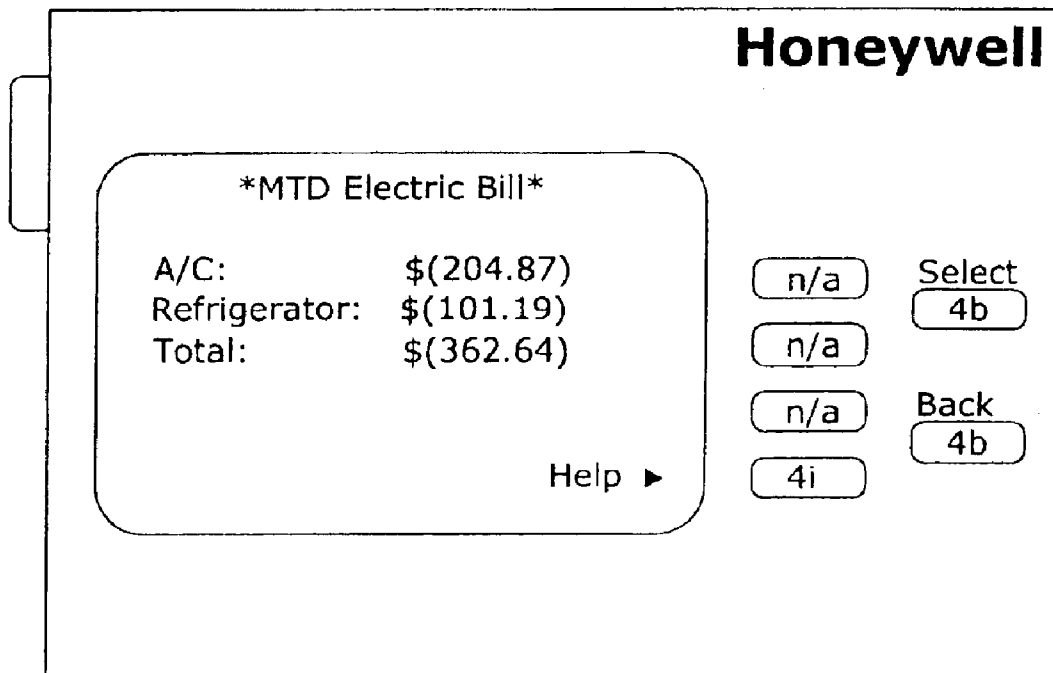 Honeywell
*MTD Electric Bill*
A/C: $(204.87)
Refrigerator: $(101.19)
Total: $(362.64)
Help ►
n/a
n/a
n/a
4i
Select
4b
Back
4b